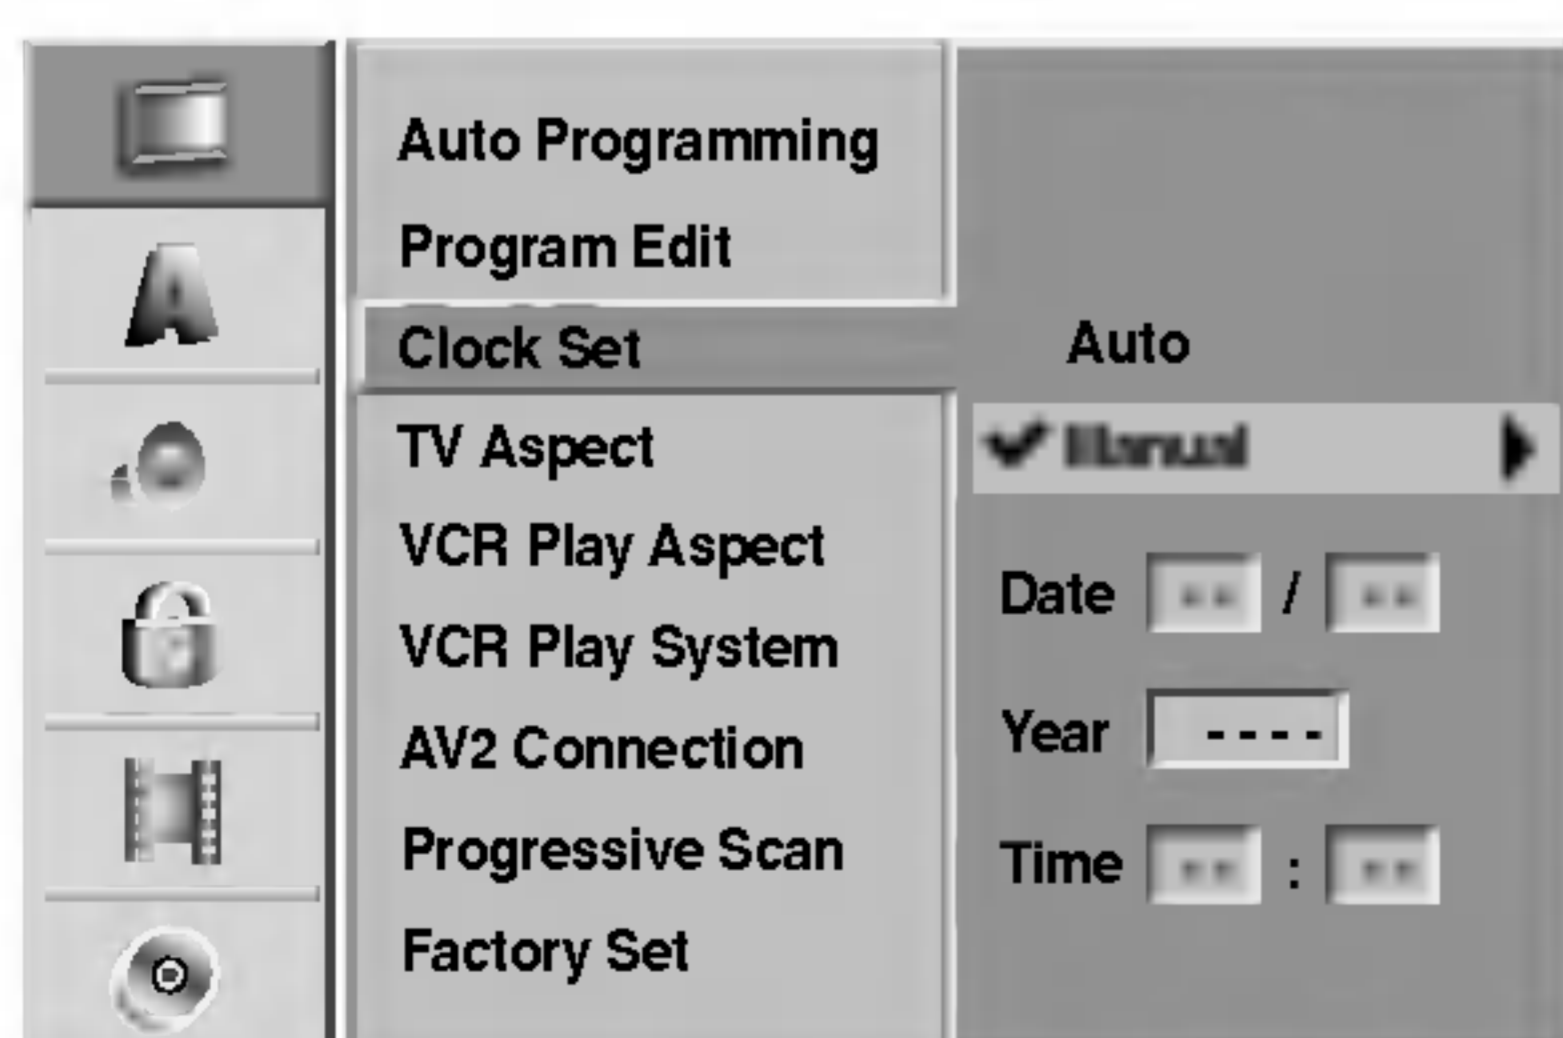 Auto Programming
Program Edit
Clock Set
TV Aspect
VCR Play Aspect
VCR Play System
AV2 Connection
Progressive Scan
Factory Set
Auto
Manual
Date -- / --
Year ----
Time -- : --